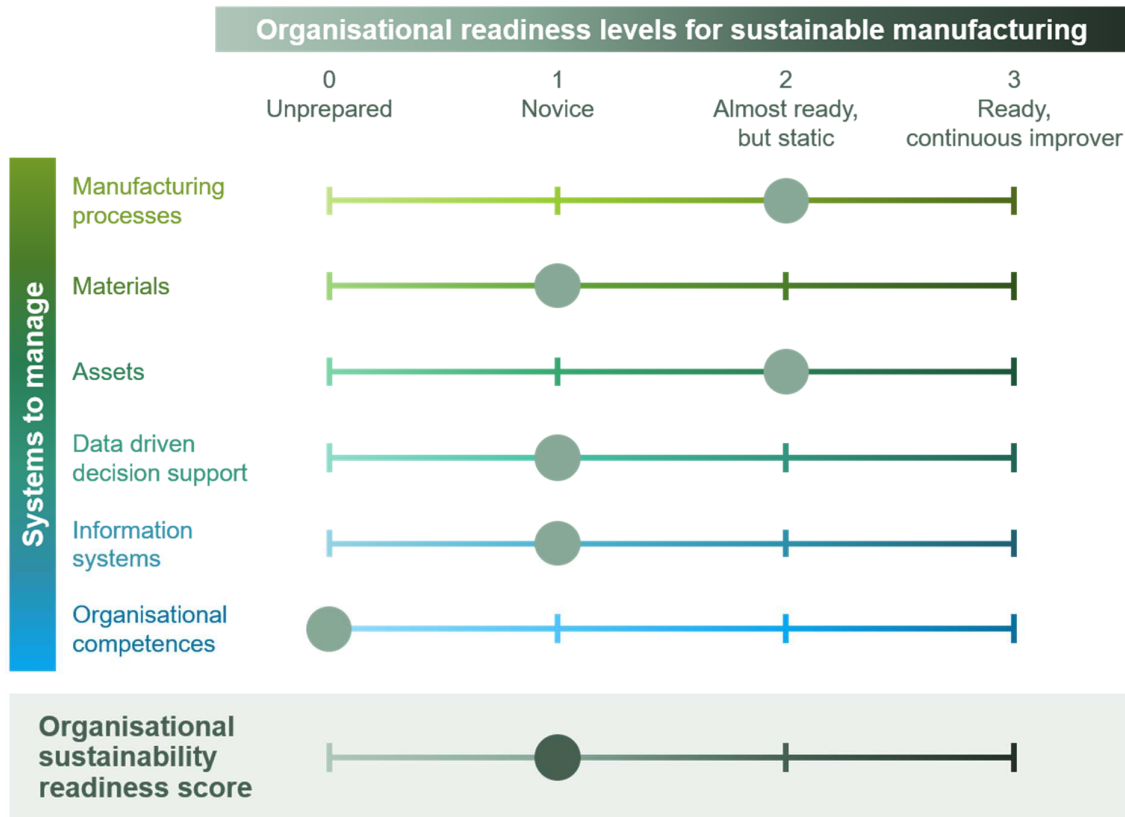 Organisational readiness levels for sustainable manufacturing
0
Unprepared
1
Novice
2
Almost ready,
but static
3
Ready,
continuous improver
Systems to manage
Manufacturing
processes
Materials
Assets
Data driven
decision support
Information
systems
Organisational
competences
Organisational
sustainability
readiness score